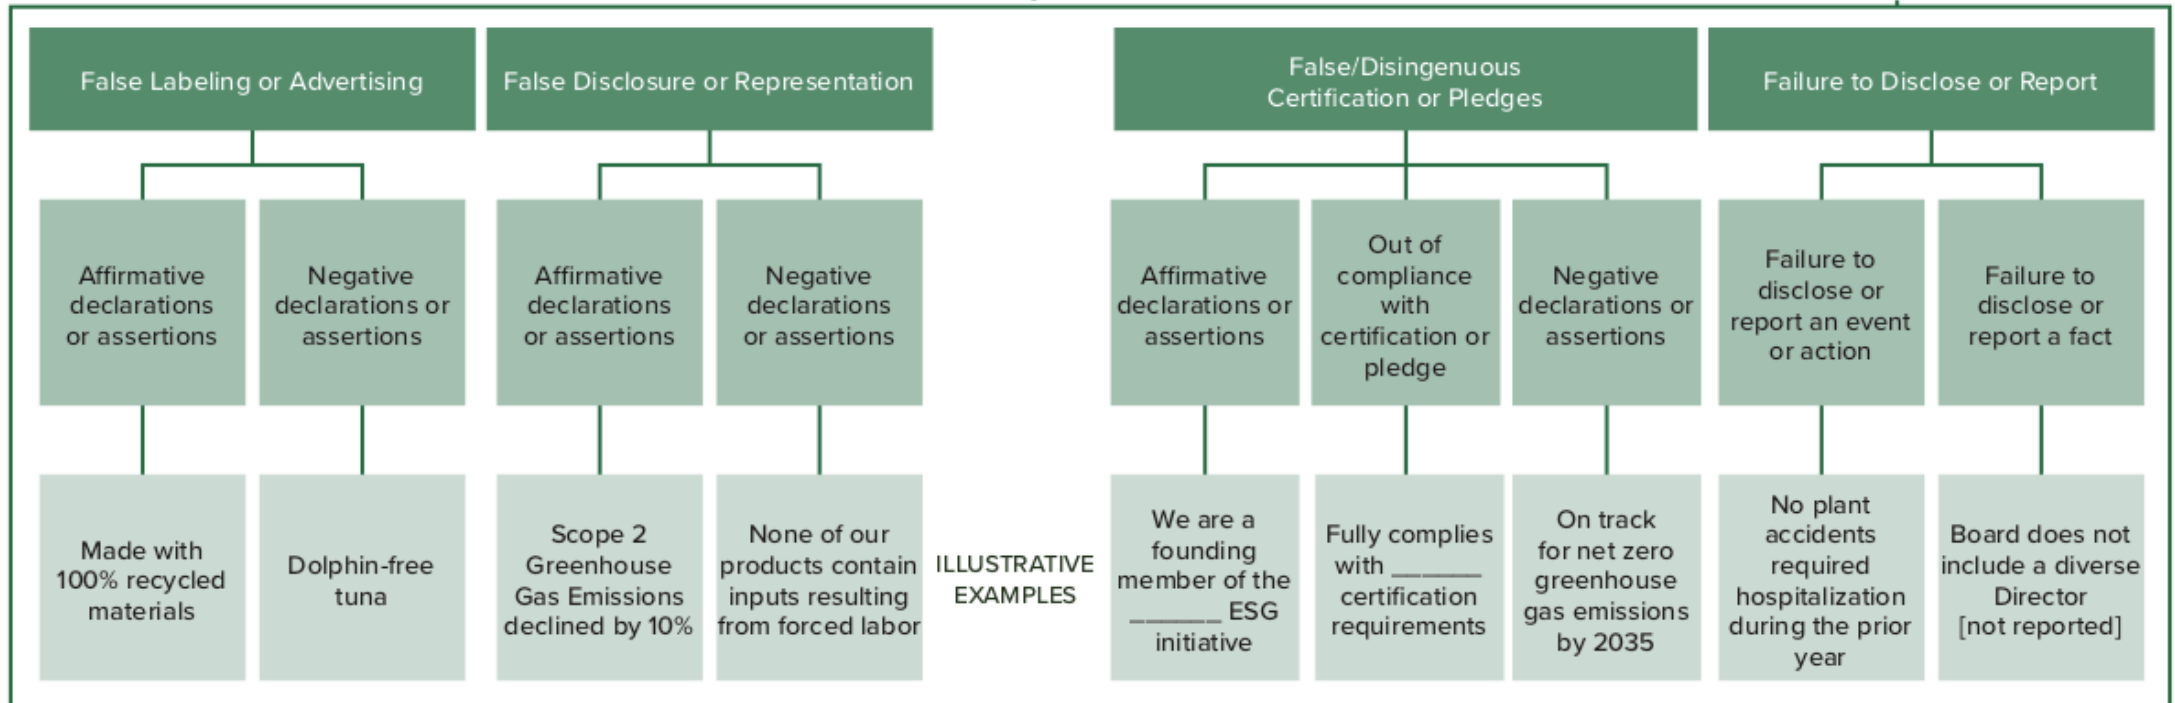 False Labeling or Advertising
False Disclosure or Representation
False/Disingenuous
Certification or Pledges
Failure to Disclose or Report
Affirmative
declarations
or assertions
Negative
declarations or
assertions
Affirmative
declarations
or assertions
Negative
declarations
or assertions
Affirmative
declarations or
assertions
Out of
compliance
with
certification or
pledge
Negative
declarations or
assertions
Failure to
disclose or
report an event
or action
Failure to
disclose or
report a fact
Made with
100% recycled
materials
Dolphin-free
tuna
Scope 2
Greenhouse
Gas Emissions
declined by 10%
None of our
products contain
inputs resulting
from forced labor
ILLUSTRATIVE
EXAMPLES
We are a
founding
member of the
______ ESG
initiative
Fully complies
with ______
certification
requirements
On track
for net zero
greenhouse
gas emissions
by 2035
No plant
accidents
required
hospitalization
during the prior
year
Board does not
include a diverse
Director
[not reported]